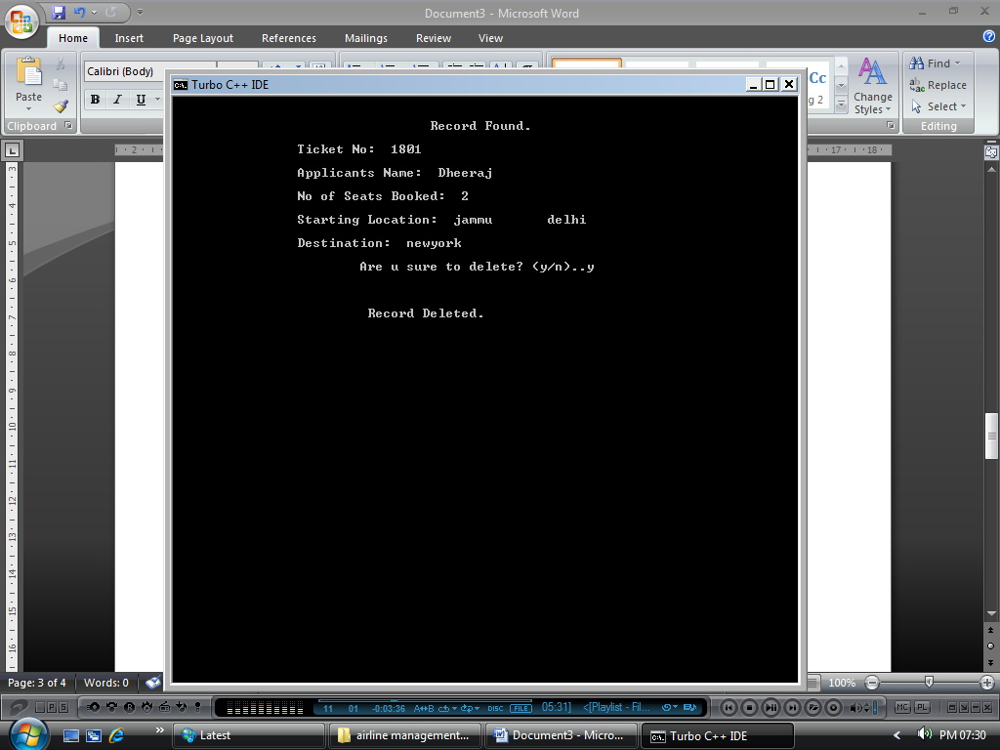 Document3 - Microsoft Word
Home Insert Page Layout References Mailings Review View
Paste
Clipboard
Calibri (Body)
B I U
Cc
g 2
Change
Styles
Find
Replace
Select
Editing
Turbo C++ IDE
Record Found.
Ticket No: 1801
Applicants Name: Dheeraj
No of Seats Booked: 2
Starting Location: jammu delhi
Destination: newyork
Are u sure to delete? (y/n)..y
Record Deleted.
Page: 3 of 4 Words: 0 100%
11 01 -0:03:36 A↔B DISC FILE 05:31] <[Playlist - Fil... MC PL
Latest airline management... Document3 - Micro... Turbo C++ IDE PM 07:30